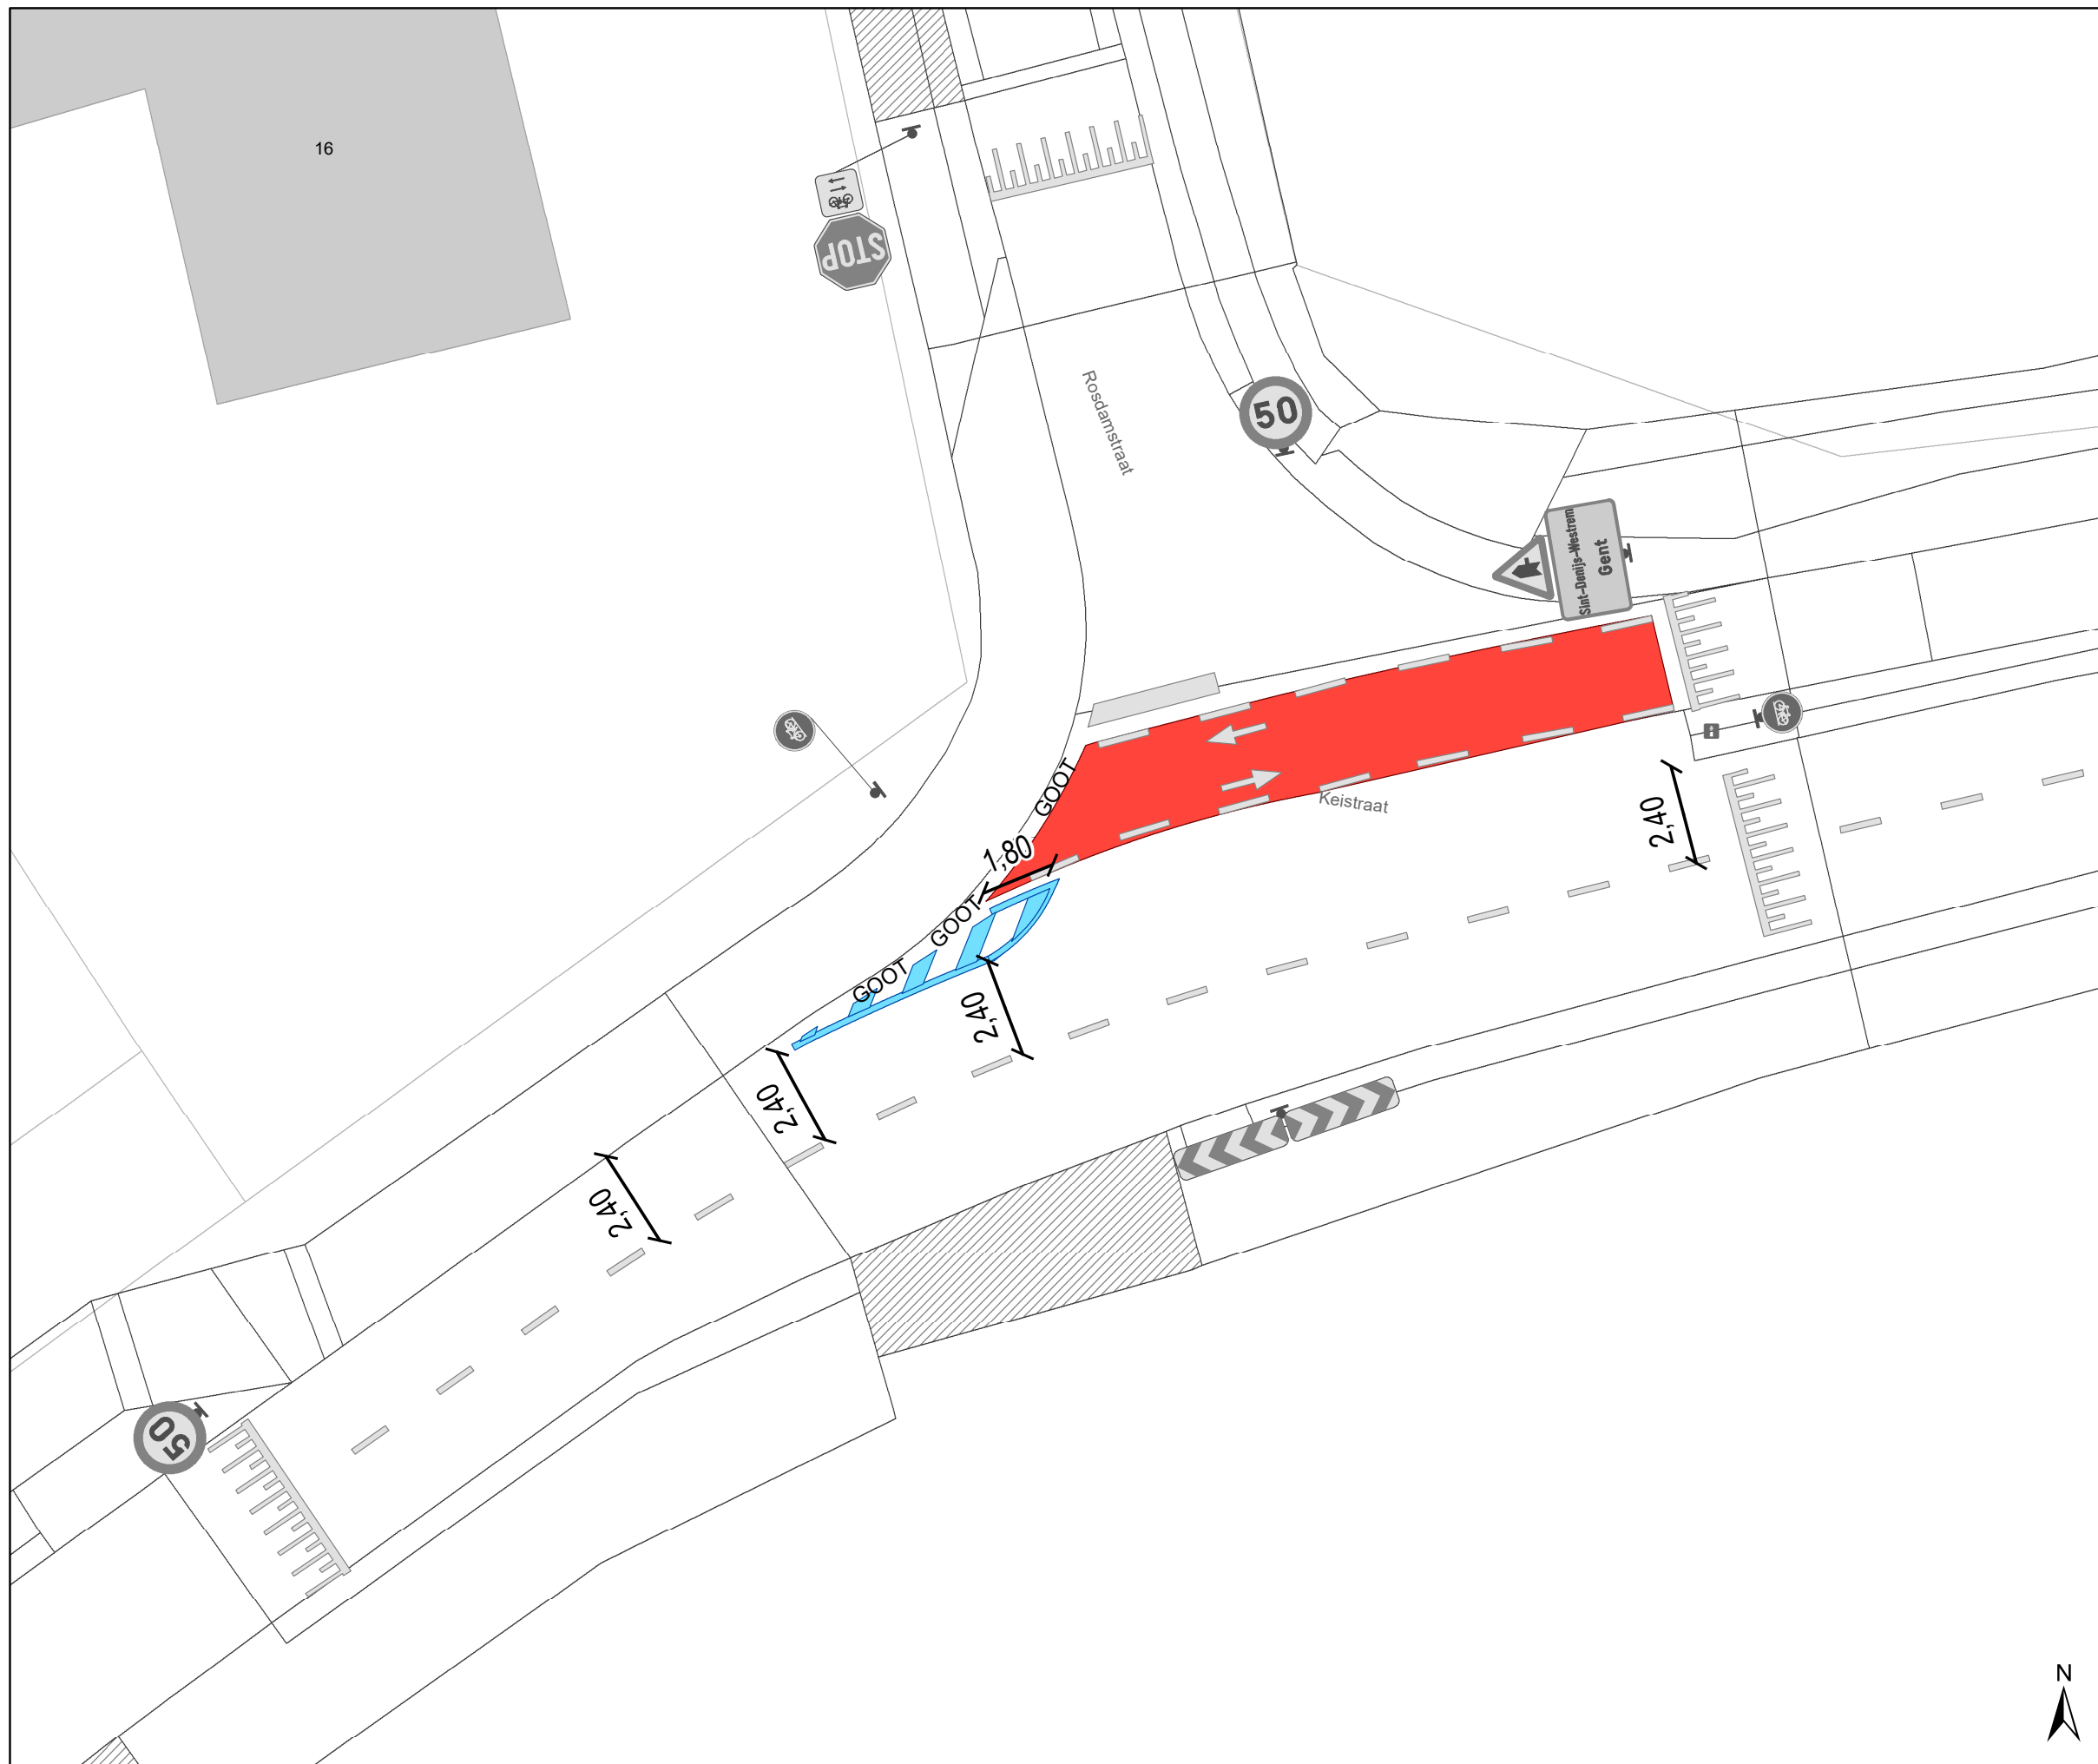 16
STOP
Rosdamstraat
50
Sint-Denijs-Westrem
Gent
GOOT
Keistraat
1,80
2,40
GOOT
GOOT
2,40
2,40
2,40
50
N